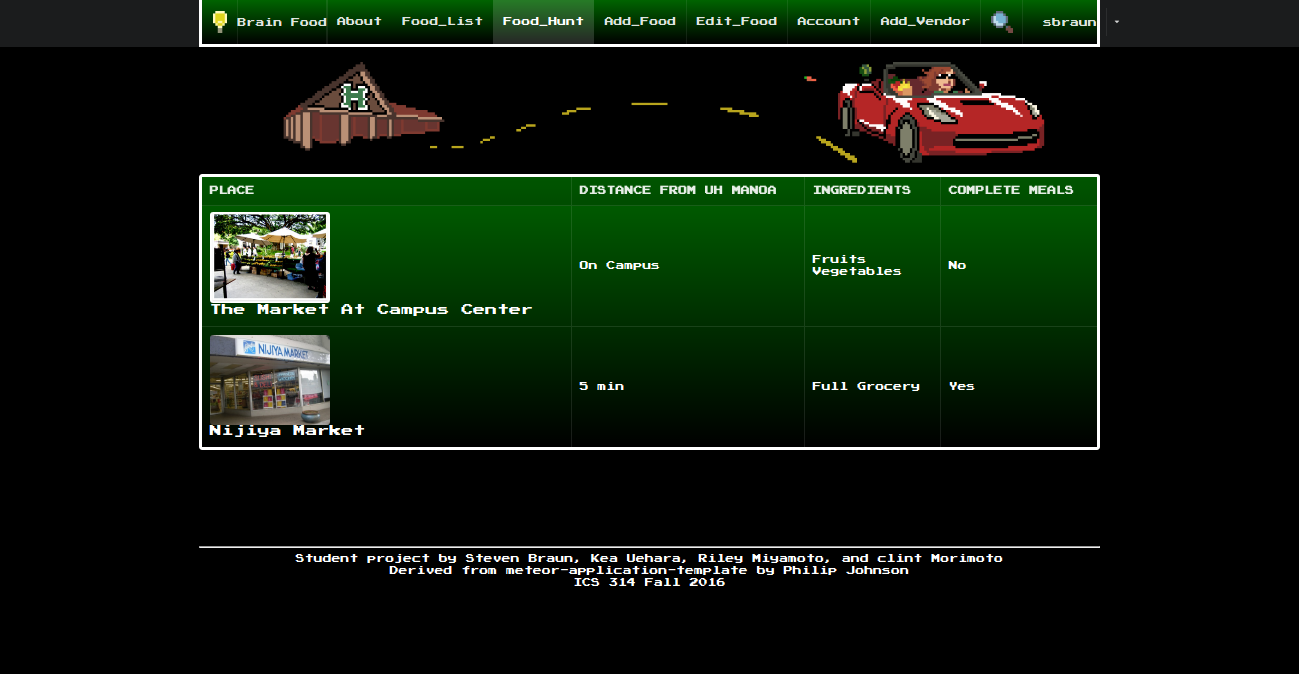 Brain Food About Food_List Food_Hunt Add_Food Edit_Food Account Add_Vendor sbraun
H
PLACE DISTANCE FROM UH MANOA INGREDIENTS COMPLETE MEALS
On Campus
Fruits
Vegetables
No
The Market At Campus Center
NIJIYA MARKET
5 min
Full Grocery
Yes
Nijiya Market
Student project by Steven Braun, Kea Uehara, Riley Miyamoto, and clint Morimoto
Derived from meteor-application-template by Philip Johnson
ICS 314 Fall 2016